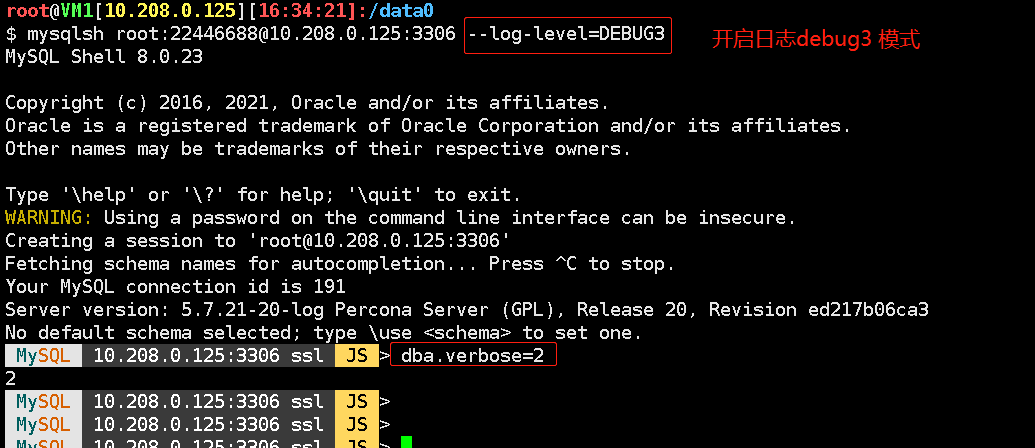 root@VM1[10.208.0.125][16:34:21]:/data0
$ mysqlsh root:22446688@10.208.0.125:3306 --log-level=DEBUG3 开启日志debug3 模式
MySQL Shell 8.0.23
Copyright (c) 2016, 2021, Oracle and/or its affiliates.
Oracle is a registered trademark of Oracle Corporation and/or its affiliates.
Other names may be trademarks of their respective owners.
Type '\help' or '\?' for help; '\quit' to exit.
WARNING: Using a password on the command line interface can be insecure.
Creating a session to 'root@10.208.0.125:3306'
Fetching schema names for autocompletion... Press ^C to stop.
Your MySQL connection id is 191
Server version: 5.7.21-20-log Percona Server (GPL), Release 20, Revision ed217b06ca3
No default schema selected; type \use <schema> to set one.
MySQL 10.208.0.125:3306 ssl JS > dba.verbose=2
2
MySQL 10.208.0.125:3306 ssl JS >
MySQL 10.208.0.125:3306 ssl JS >
MySQL 10.208.0.125:3306 ssl JS >